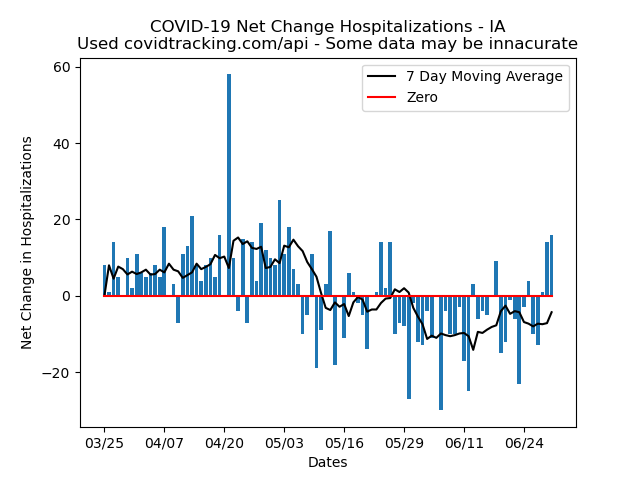 COVID-19 Net Change Hospitalizations - IA
Used covidtracking.com/api - Some data may be innacurate
7 Day Moving Average
Zero
Net Change in Hospitalizations
60
40
20
0
−20
03/25 04/07 04/20 05/03 05/16 05/29 06/11 06/24
Dates